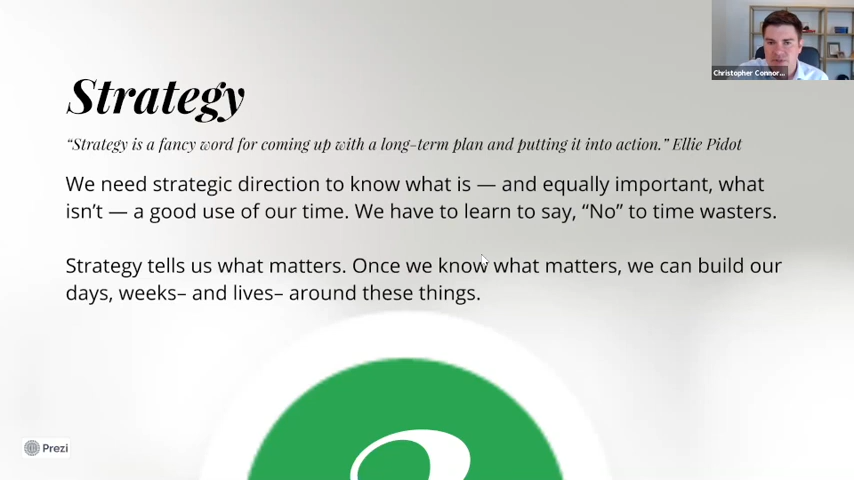 Christopher Connor...
Strategy
“Strategy is a fancy word for coming up with a long-term plan and putting it into action.” Ellie Pidot
We need strategic direction to know what is — and equally important, what
isn’t — a good use of our time. We have to learn to say, “No” to time wasters.
Strategy tells us what matters. Once we know what matters, we can build our
days, weeks– and lives– around these things.
Prezi